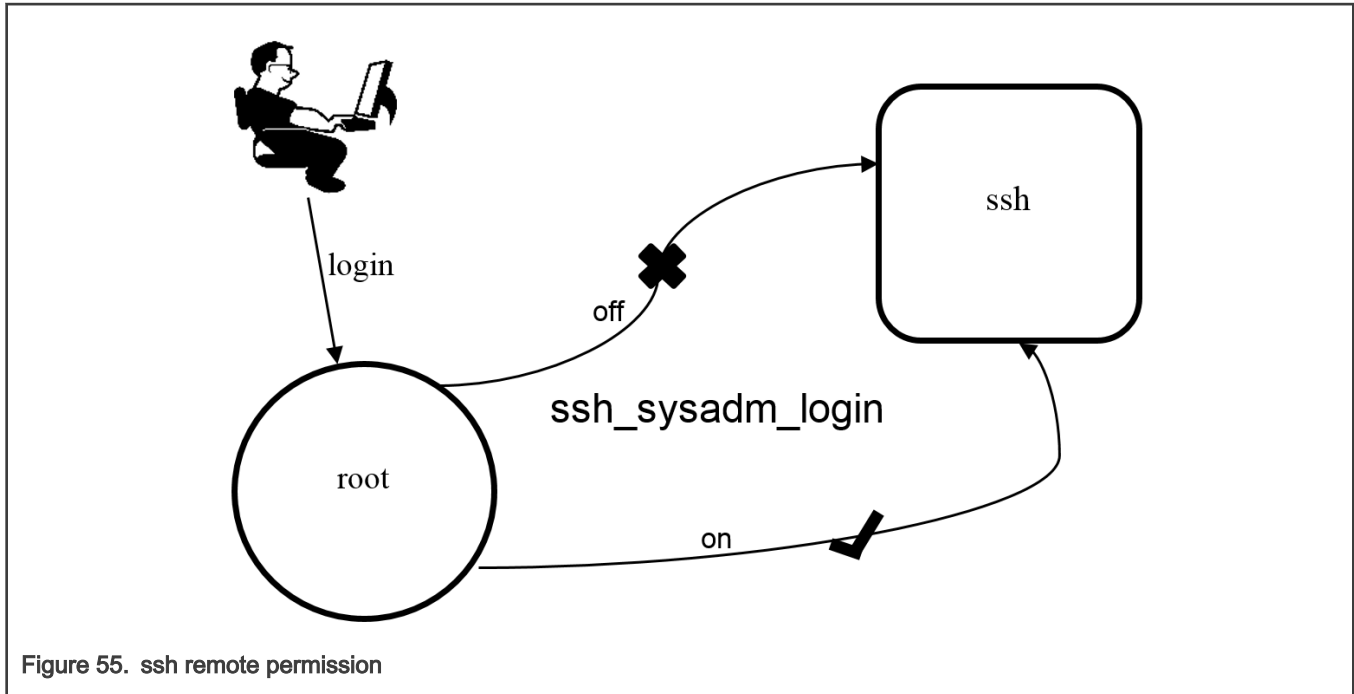 ssh
login
off
ssh_sysadm_login
root
on
Figure 55. ssh remote permission